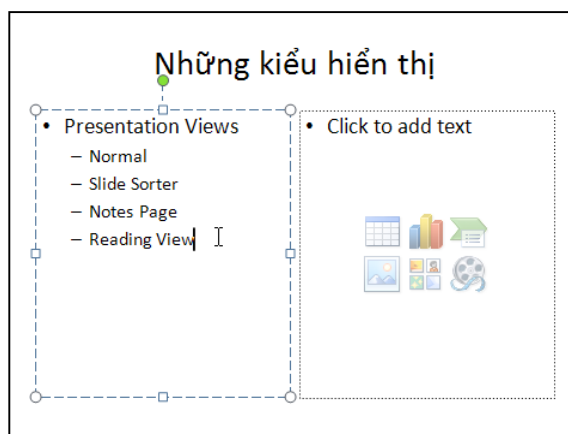 Những kiểu hiển thị
• Presentation Views
– Normal
– Slide Sorter
– Notes Page
– Reading View
• Click to add text